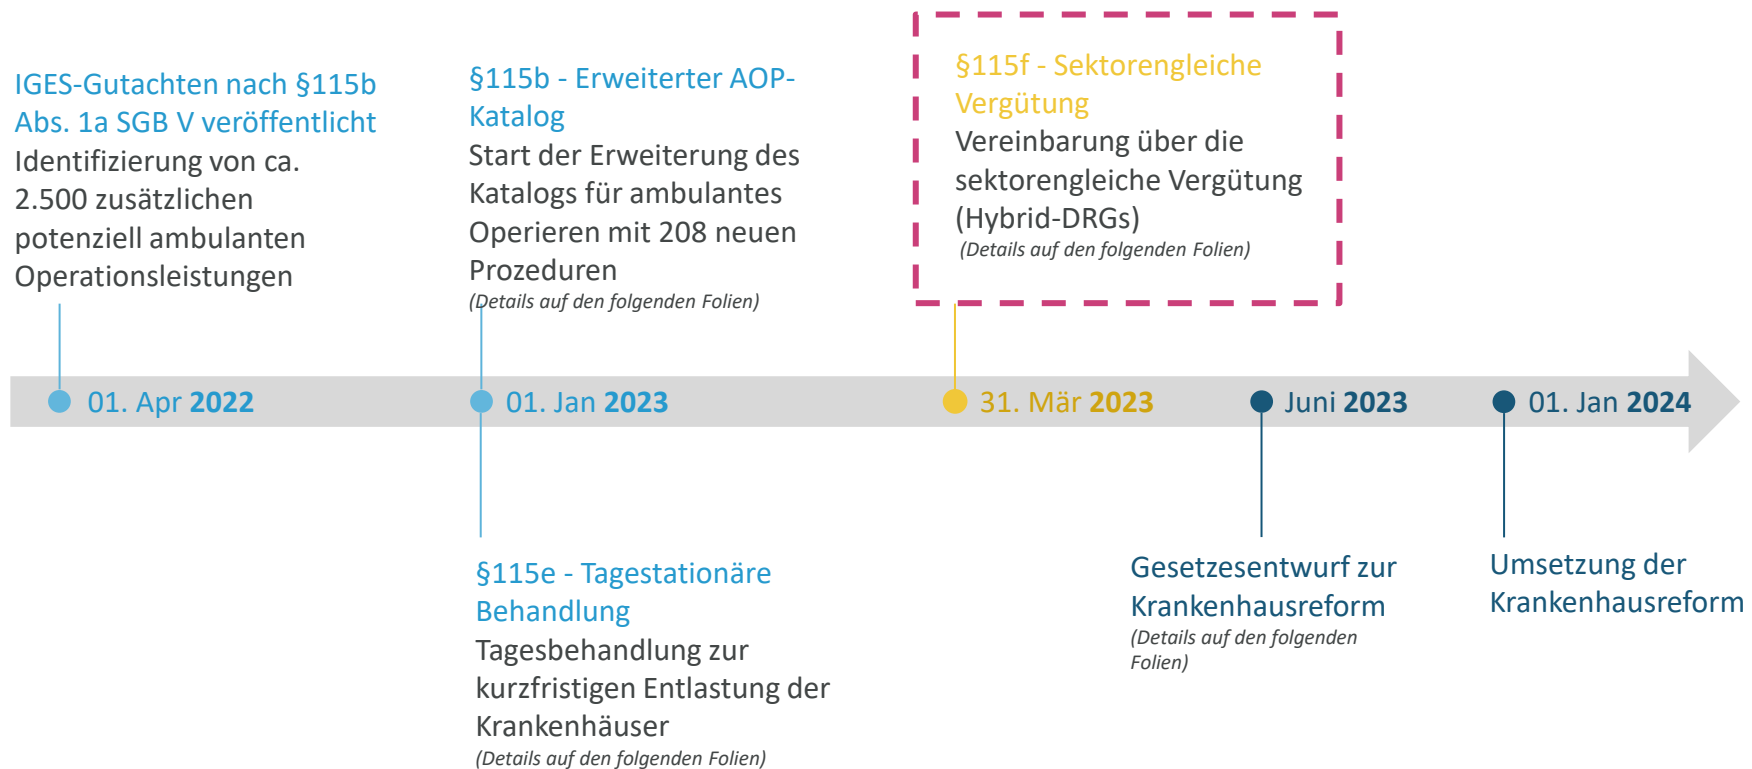 IGES-Gutachten nach §115b
Abs. 1a SGB V veröffentlicht
Identifizierung von ca.
2.500 zusätzlichen
potenziell ambulanten
Operationsleistungen
§115b - Erweiterter AOP-
Katalog
Start der Erweiterung des
Katalogs für ambulantes
Operieren mit 208 neuen
Prozeduren
(Details auf den folgenden Folien)
§115f - Sektorengleiche
Vergütung
Vereinbarung über die
sektorengleiche Vergütung
(Hybrid-DRGs)
(Details auf den folgenden Folien)
01. Apr 2022
01. Jan 2023
31. Mär 2023
Juni 2023
01. Jan 2024
§115e - Tagestationäre
Behandlung
Tagesbehandlung zur
kurzfristigen Entlastung der
Krankenhäuser
(Details auf den folgenden Folien)
Gesetzesentwurf zur
Krankenhausreform
(Details auf den folgenden
Folien)
Umsetzung der
Krankenhausreform